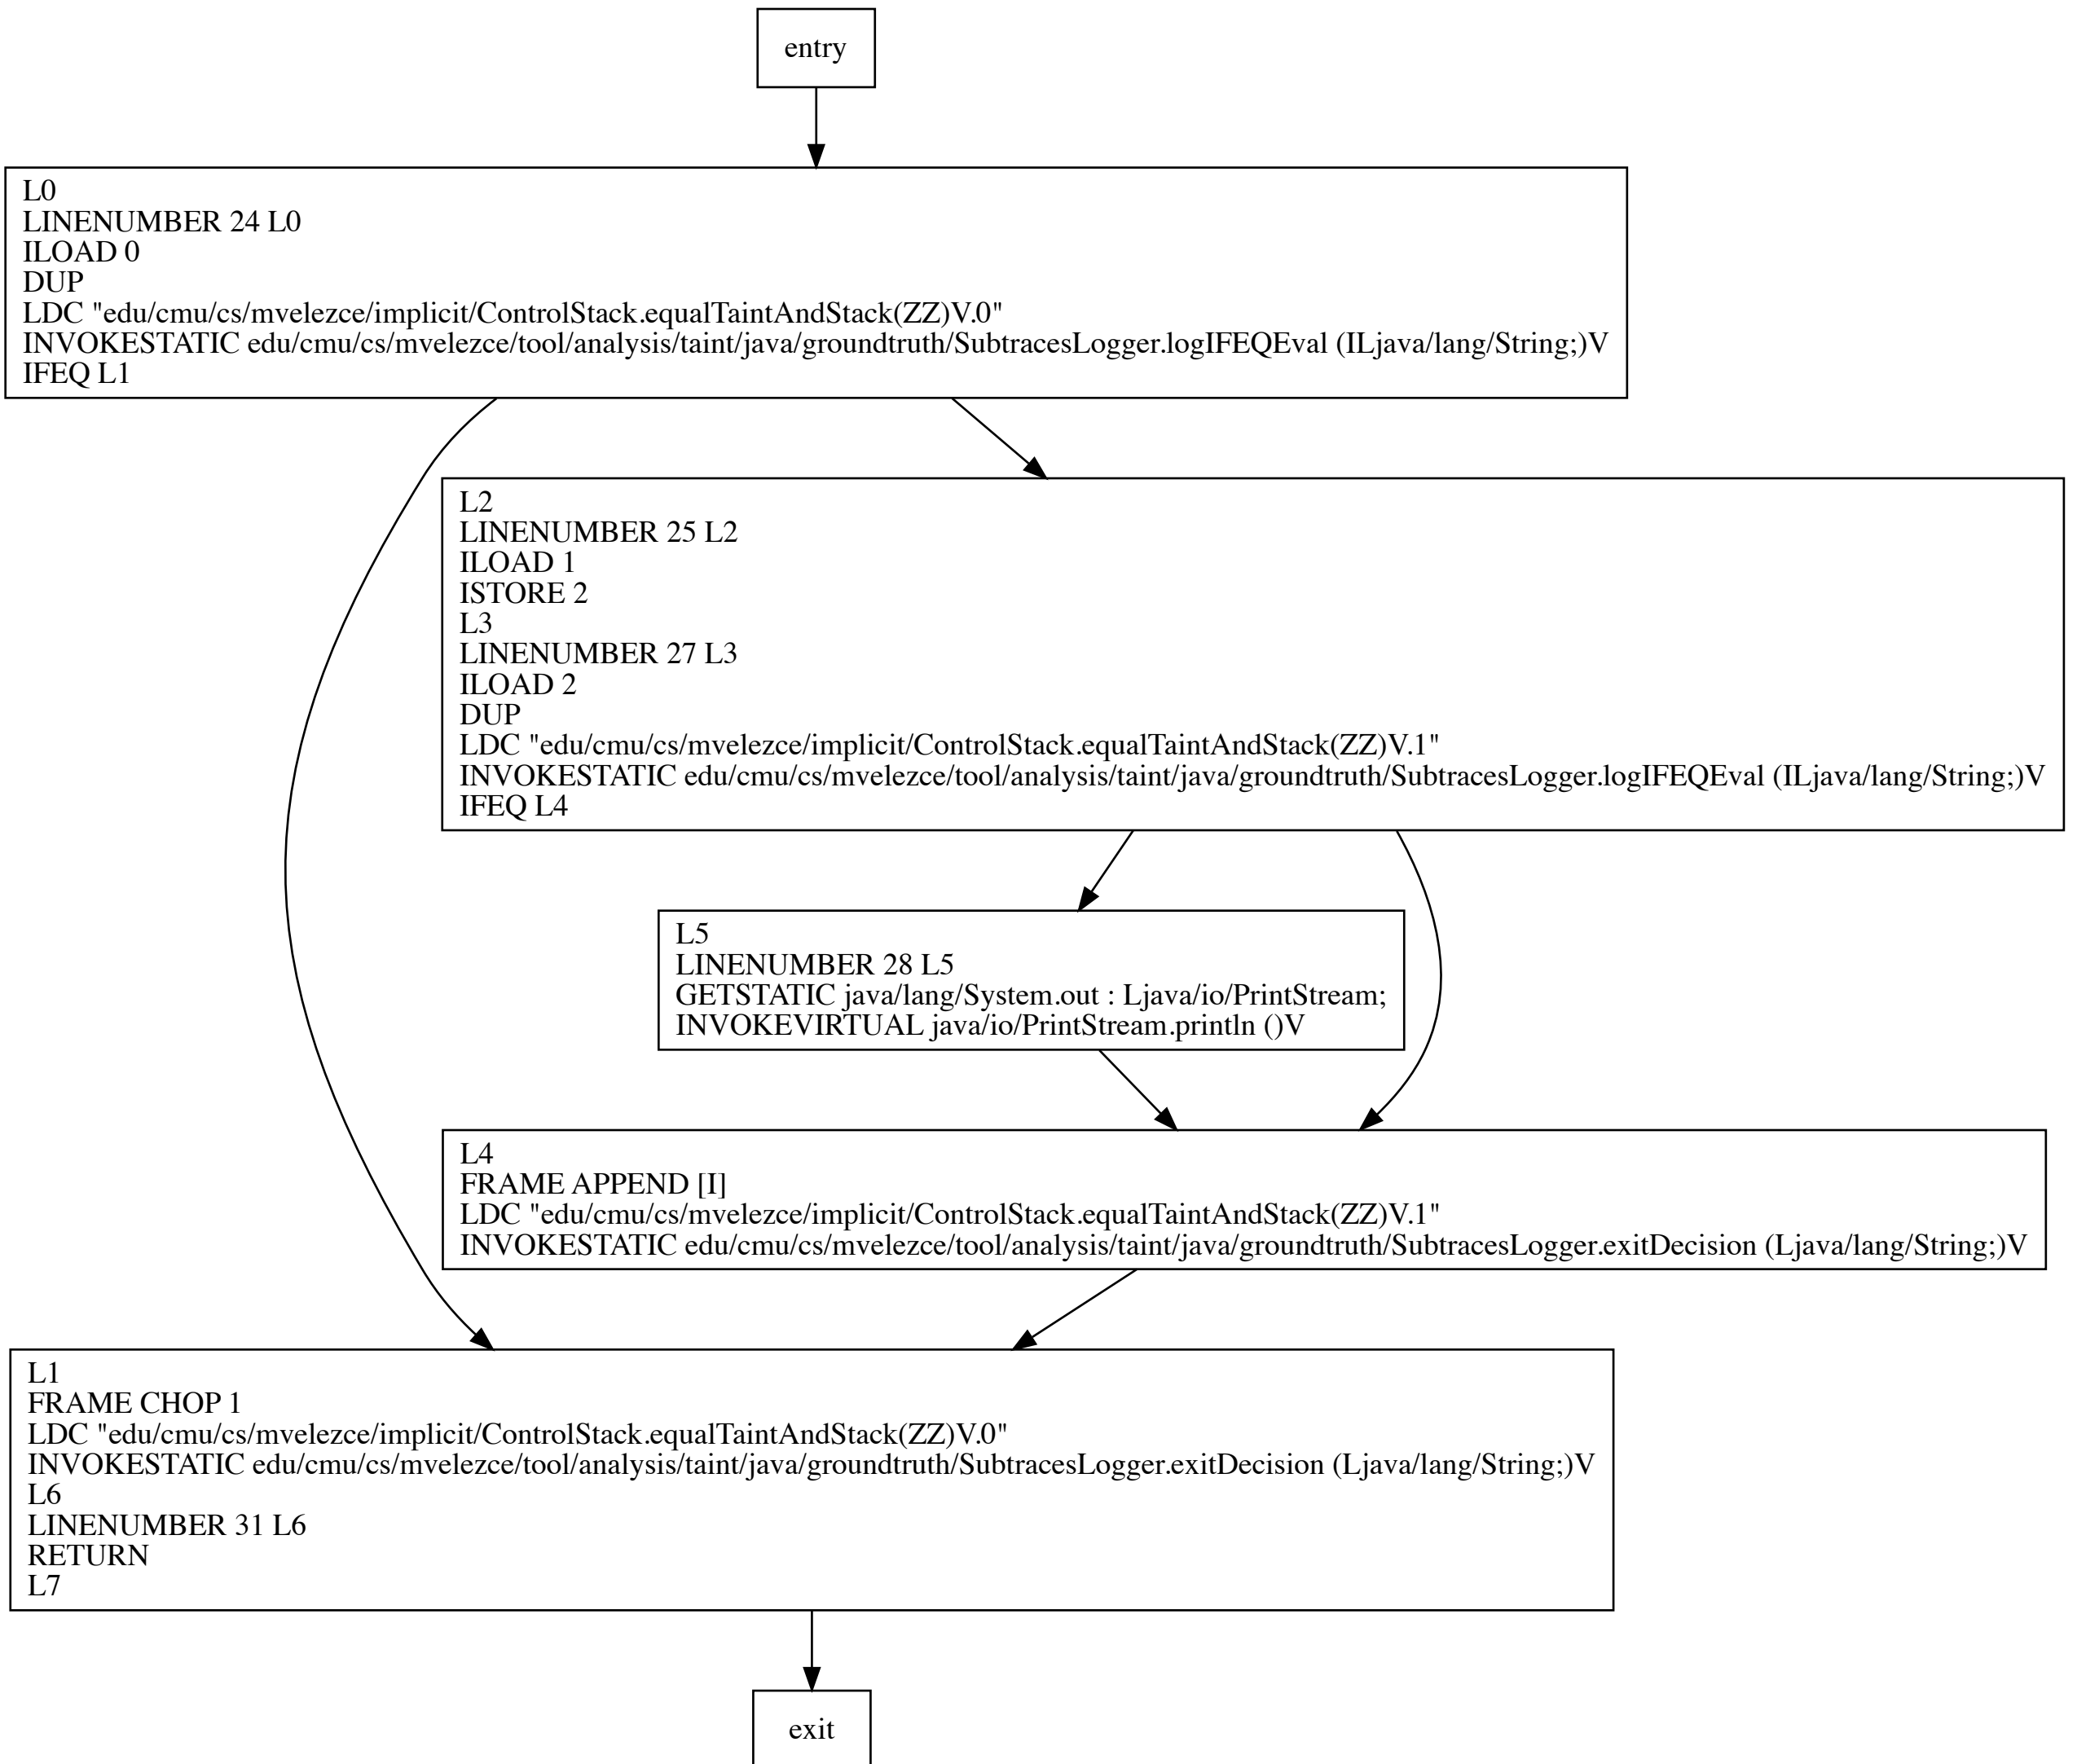 entry
L0
LINENUMBER 24 L0
ILOAD 0
DUP
LDC "edu/cmu/cs/mvelezce/implicit/ControlStack.equalTaintAndStack(ZZ)V.0"
INVOKESTATIC edu/cmu/cs/mvelezce/tool/analysis/taint/java/groundtruth/SubtracesLogger.logIFEQEval (ILjava/lang/String;)V
IFEQ L1
L2
LINENUMBER 25 L2
ILOAD 1
ISTORE 2
L3
LINENUMBER 27 L3
ILOAD 2
DUP
LDC "edu/cmu/cs/mvelezce/implicit/ControlStack.equalTaintAndStack(ZZ)V.1"
INVOKESTATIC edu/cmu/cs/mvelezce/tool/analysis/taint/java/groundtruth/SubtracesLogger.logIFEQEval (ILjava/lang/String;)V
IFEQ L4
L5
LINENUMBER 28 L5
GETSTATIC java/lang/System.out : Ljava/io/PrintStream;
INVOKEVIRTUAL java/io/PrintStream.println ()V
L4
FRAME APPEND [I]
LDC "edu/cmu/cs/mvelezce/implicit/ControlStack.equalTaintAndStack(ZZ)V.1"
INVOKESTATIC edu/cmu/cs/mvelezce/tool/analysis/taint/java/groundtruth/SubtracesLogger.exitDecision (Ljava/lang/String;)V
L1
FRAME CHOP 1
LDC "edu/cmu/cs/mvelezce/implicit/ControlStack.equalTaintAndStack(ZZ)V.0"
INVOKESTATIC edu/cmu/cs/mvelezce/tool/analysis/taint/java/groundtruth/SubtracesLogger.exitDecision (Ljava/lang/String;)V
L6
LINENUMBER 31 L6
RETURN
L7
exit